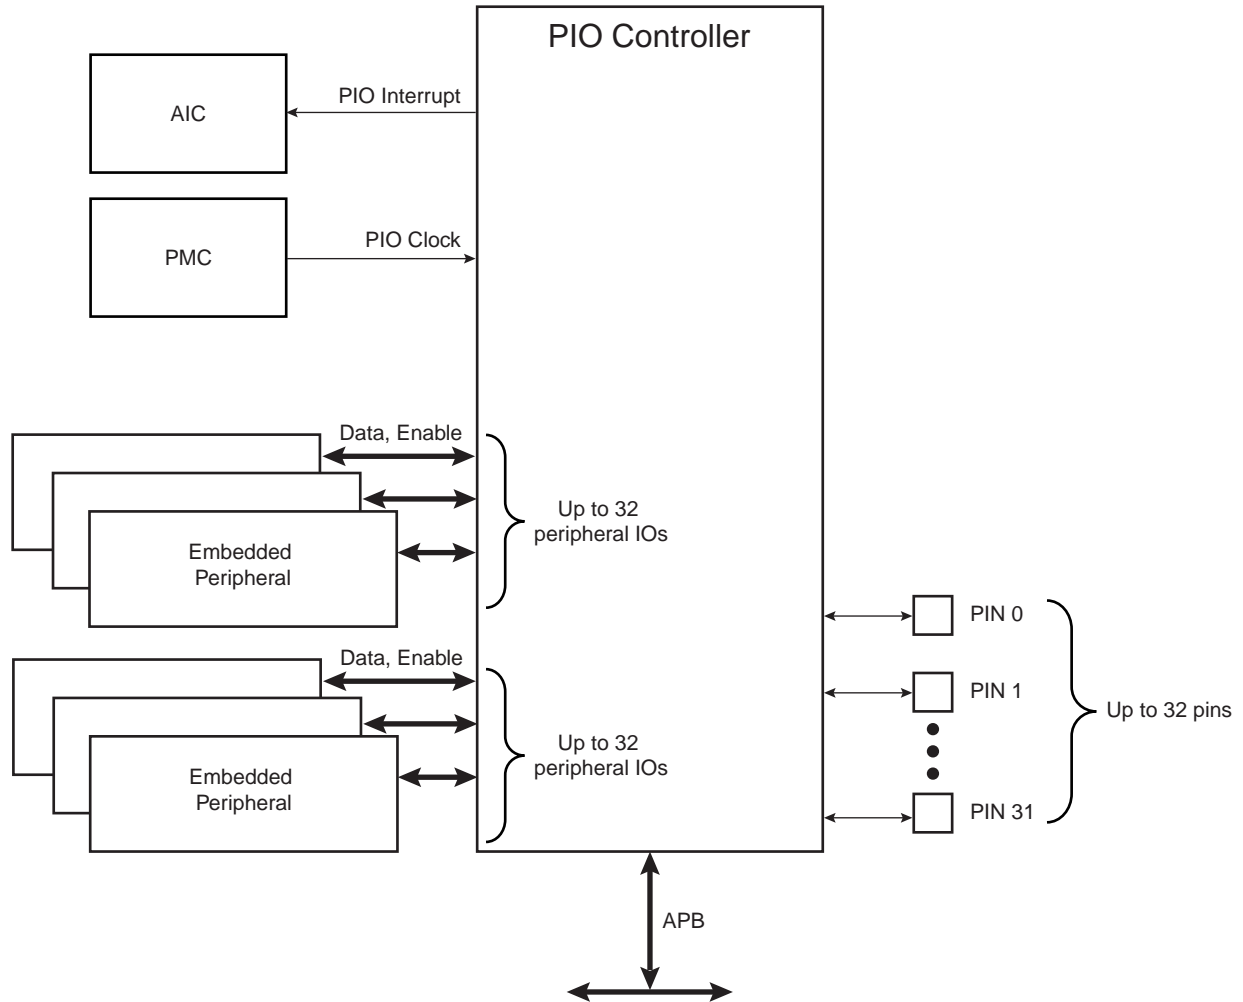 PIO Controller
AIC
PIO Interrupt
PMC
PIO Clock
Data, Enable
Up to 32
peripheral IOs
Embedded
Peripheral
PIN 0
Data, Enable
PIN 1
Up to 32 pins
Up to 32
peripheral IOs
Embedded
Peripheral
PIN 31
APB